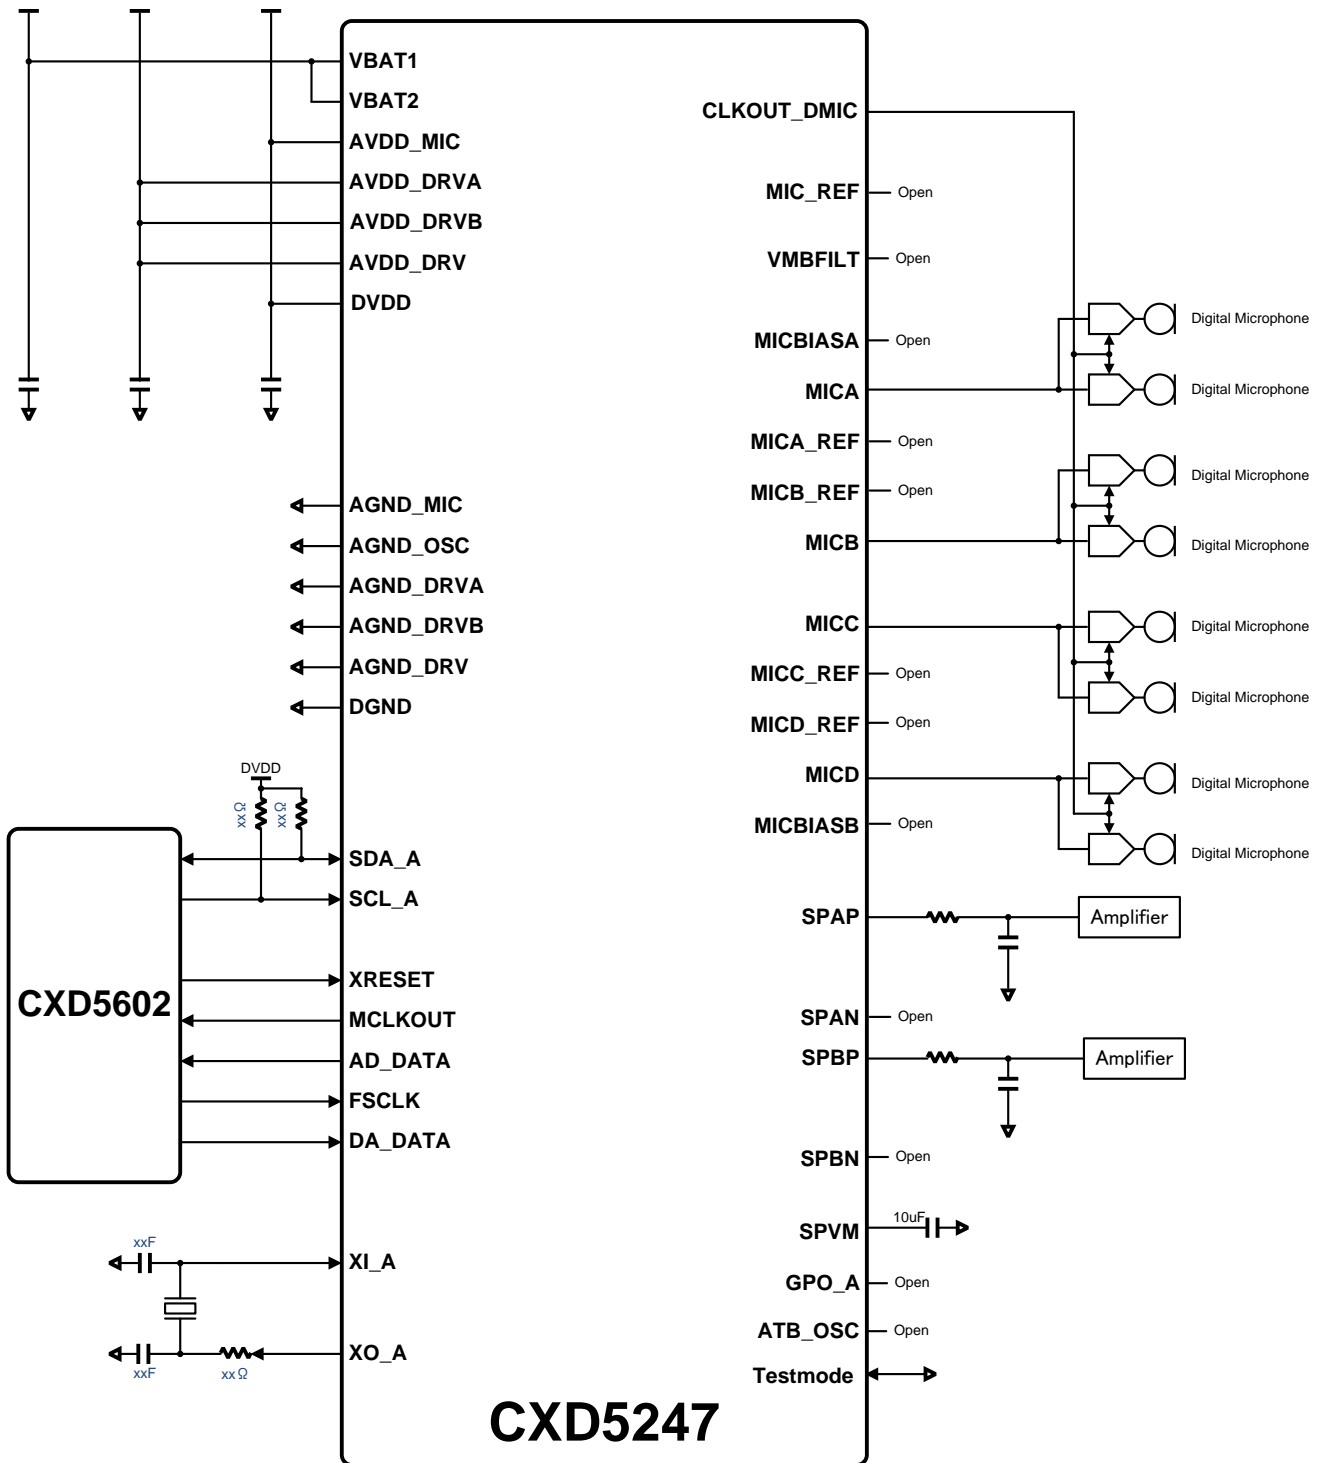 VBAT1
VBAT2
AVDD_MIC
AVDD_DRVA
AVDD_DRVB
AVDD_DRV
DVDD
AGND_MIC
AGND_OSC
AGND_DRVA
AGND_DRVB
AGND_DRV
DGND
DVDD
xxΩ
xxΩ
SDA_A
SCL_A
XRESET
MCLKOUT
AD_DATA
FSCLK
DA_DATA
CXD5602
xxF
XI_A
XO_A
xxF
xxΩ
CLKOUT_DMIC
MIC_REF Open
VMBFILT Open
MICBIASA Open
MICA
MICA_REF Open
MICB_REF Open
MICB
MICC
MICC_REF Open
MICD_REF Open
MICD
MICBIASB Open
SPAP
SPAN Open
SPBP
SPBN Open
SPVM 10uF
GPO_A Open
ATB_OSC Open
Testmode
Digital Microphone
Digital Microphone
Digital Microphone
Digital Microphone
Digital Microphone
Digital Microphone
Digital Microphone
Digital Microphone
Amplifier
Amplifier
CXD5247